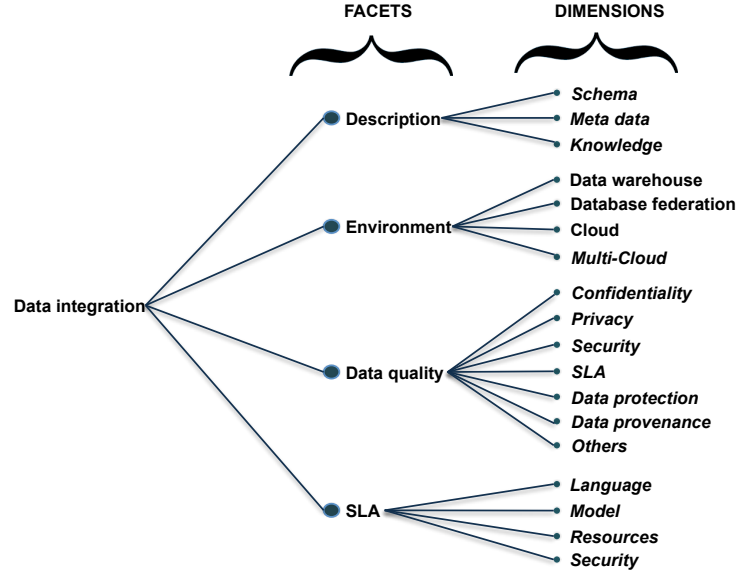 FACETS
DIMENSIONS
Description
Schema
Meta data
Knowledge
Environment
Data warehouse
Database federation
Cloud
Multi-Cloud
Data integration
Data quality
Confidentiality
Privacy
Security
SLA
Data protection
Data provenance
Others
SLA
Language
Model
Resources
Security